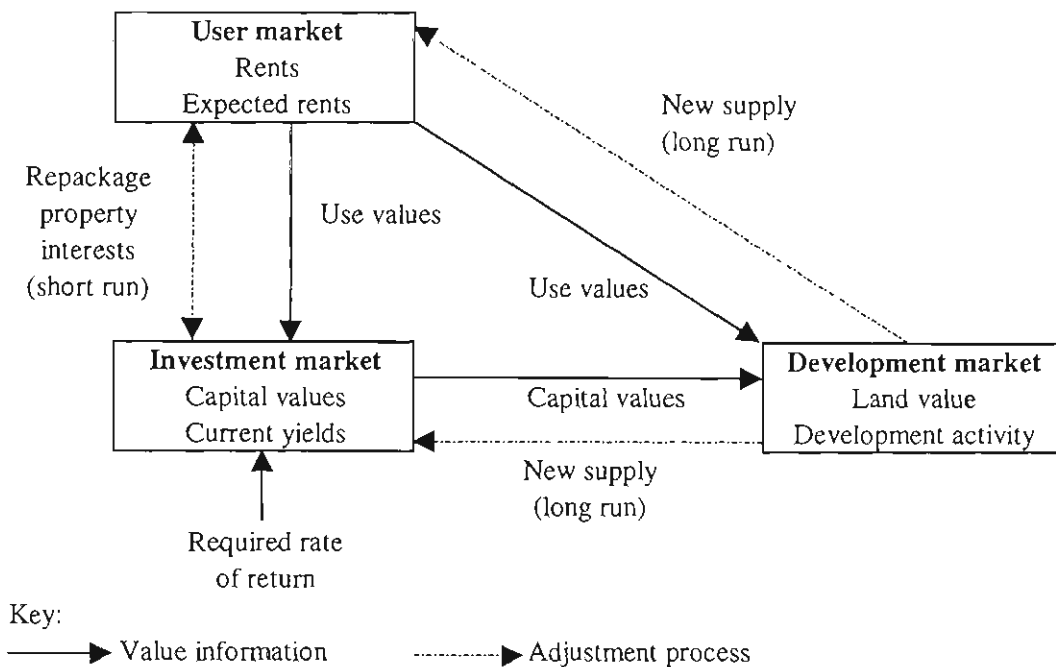 User market
Rents
Expected rents
New supply
(long run)
Repackage
property
interests
(short run)
Use values
Use values
Investment market
Capital values
Current yields
Capital values
Development market
Land value
Development activity
New supply
(long run)
Required rate
of return
Key:
Value information
Adjustment process